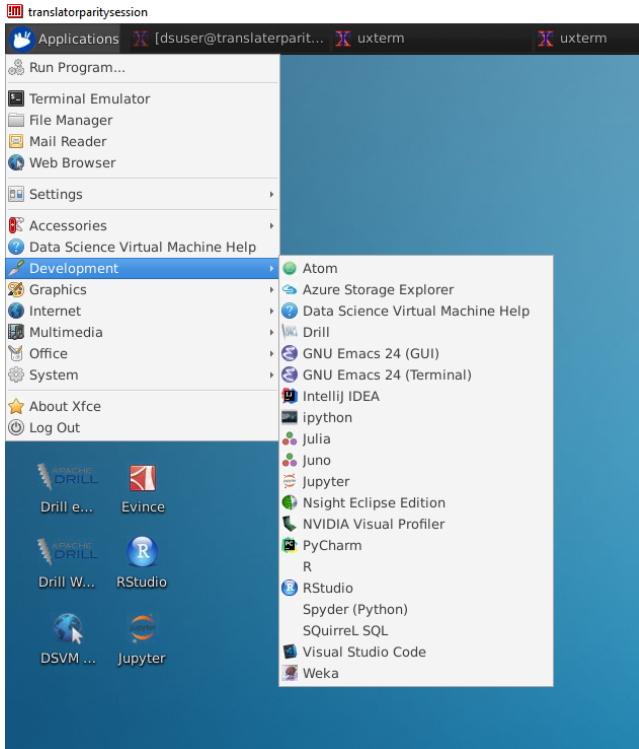 translatorparitysession
Applications [dsuser@translaterparit... uxterm uxterm
Run Program...
Terminal Emulator
File Manager
Mail Reader
Web Browser
Settings
Accessories
Data Science Virtual Machine Help
Development
Graphics
Internet
Multimedia
Office
System
About Xfce
Log Out
Atom
Azure Storage Explorer
Data Science Virtual Machine Help
Drill
GNU Emacs 24 (GUI)
GNU Emacs 24 (Terminal)
IntelliJ IDEA
ipython
Julia
Juno
Jupyter
Nsight Eclipse Edition
NVIDIA Visual Profiler
PyCharm
R
RStudio
Spyder (Python)
SQuirreL SQL
Visual Studio Code
Weka
APACHE
DRILL
Drill e...
Evince
APACHE
DRILL
R
Drill W...
RStudio
DSVM ...
Jupyter